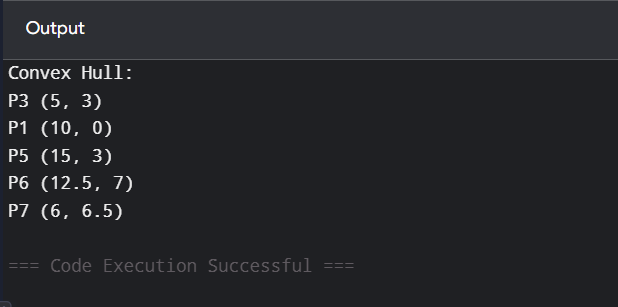 Output
Convex Hull:
P3 (5, 3)
P1 (10, 0)
P5 (15, 3)
P6 (12.5, 7)
P7 (6, 6.5)
=== Code Execution Successful ===